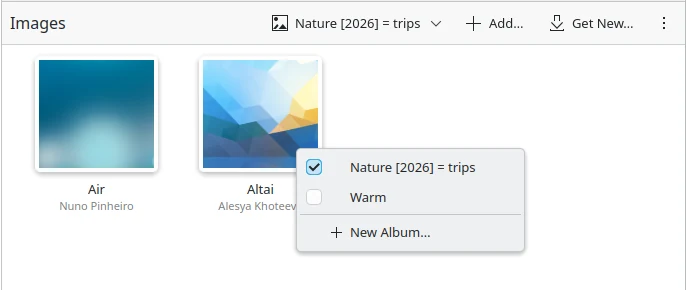 Images
Nature [2026] = trips
Add...
Get New...
Air
Nuno Pinheiro
Altai
Alesya Khoteev
Nature [2026] = trips
Warm
New Album...